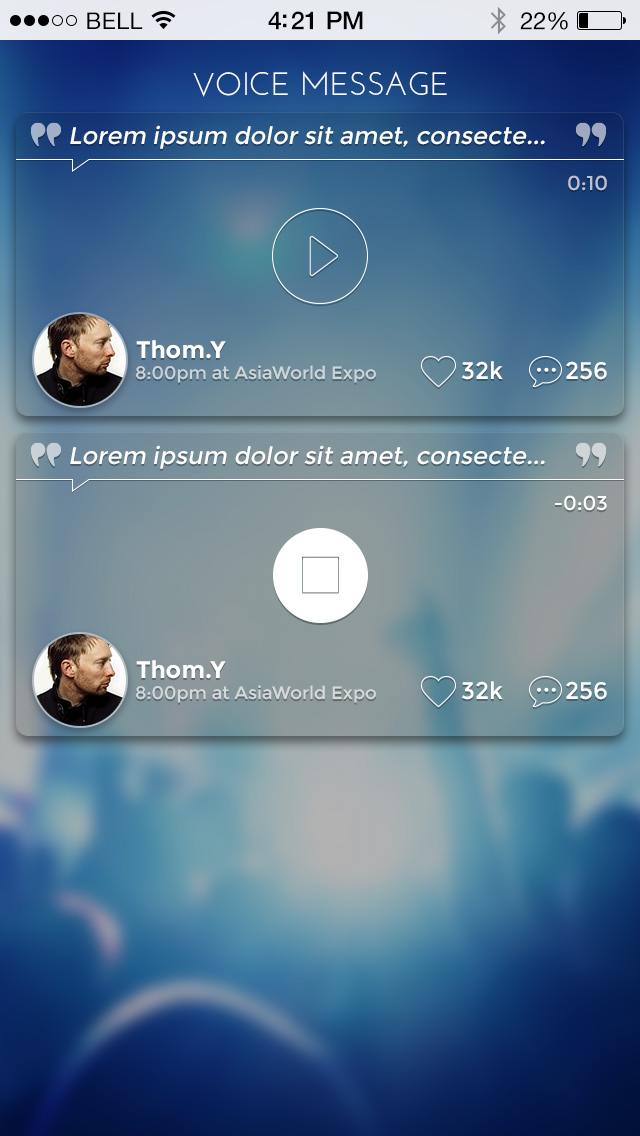 BELL 4:21 PM 22%
VOICE MESSAGE
❝ Lorem ipsum dolor sit amet, consecte... ❞
0:10
Thom.Y
8:00pm at AsiaWorld Expo
32k 256
❝ Lorem ipsum dolor sit amet, consecte... ❞
-0:03
Thom.Y
8:00pm at AsiaWorld Expo
32k 256